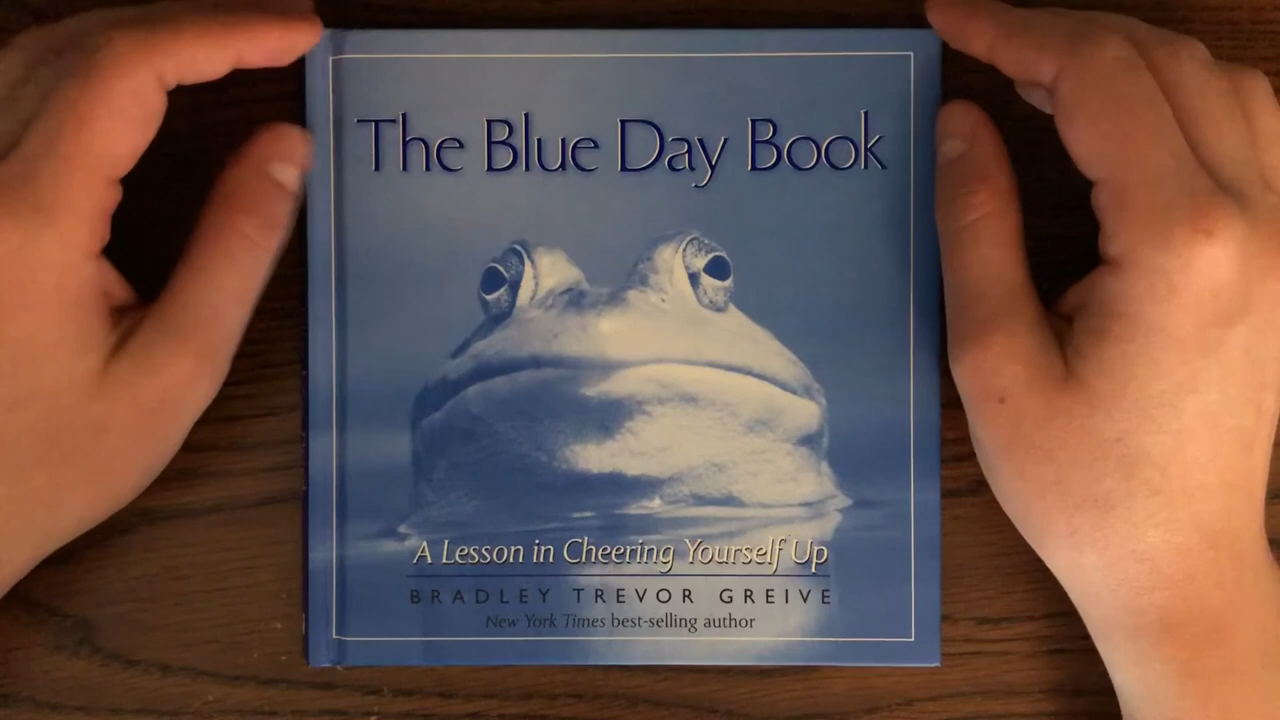 The Blue Day Book
A Lesson in Cheering Yourself Up
BRADLEY TREVOR GREIVE
New York Times best-selling author